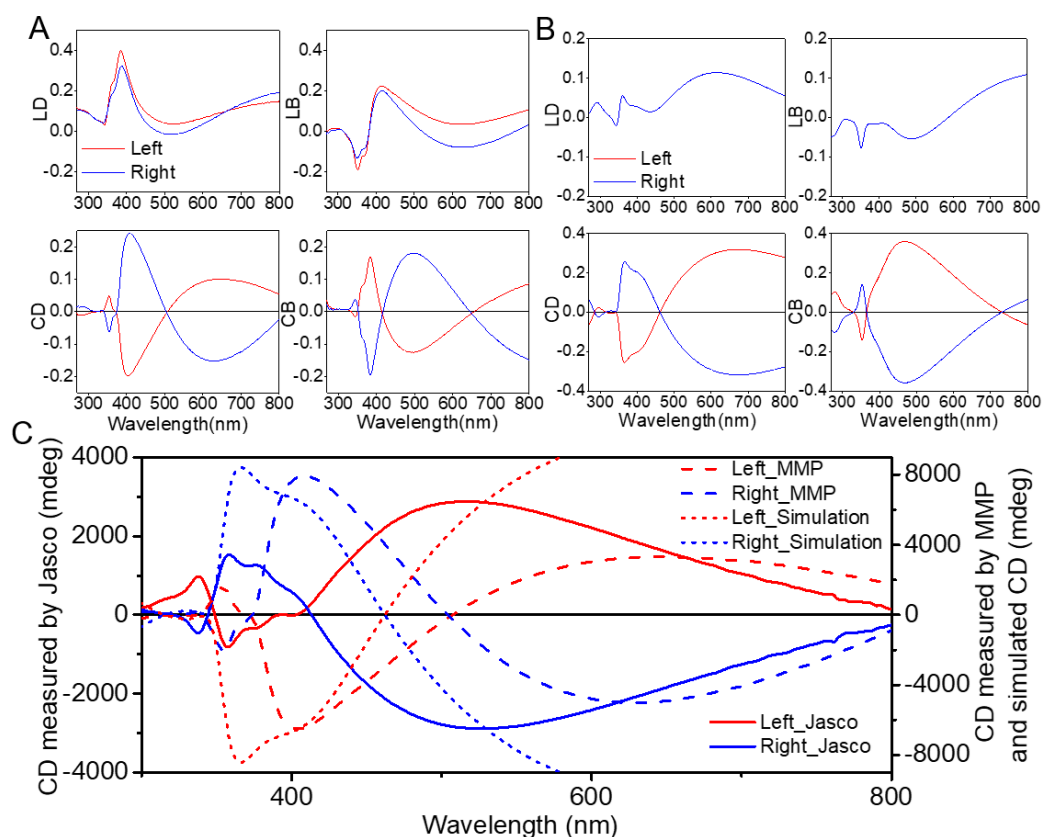 A
B
0.4
0.2
0.0
-0.2
LD
Left
Right
300 400 500 600 700 800
0.4
0.2
0.0
-0.2
LB
300 400 500 600 700 800
0.2
0.1
0.0
-0.1
-0.2
LD
Left
Right
300 400 500 600 700 800
0.2
0.1
0.0
-0.1
-0.2
LB
300 400 500 600 700 800
0.2
0.1
0.0
-0.1
-0.2
CD
300 400 500 600 700 800
Wavelength(nm)
0.2
0.1
0.0
-0.1
-0.2
CB
300 400 500 600 700 800
Wavelength(nm)
0.4
0.2
0.0
-0.2
-0.4
CD
300 400 500 600 700 800
Wavelength(nm)
0.4
0.2
0.0
-0.2
-0.4
CB
300 400 500 600 700 800
Wavelength(nm)
C
CD measured by Jasco (mdeg)
4000
2000
0
-2000
-4000
Left_MMP
Right_MMP
Left_Simulation
Right_Simulation
Left_Jasco
Right_Jasco
8000
4000
0
-4000
-8000
CD measured by MMP
and simulated CD (mdeg)
400 600 800
Wavelength (nm)